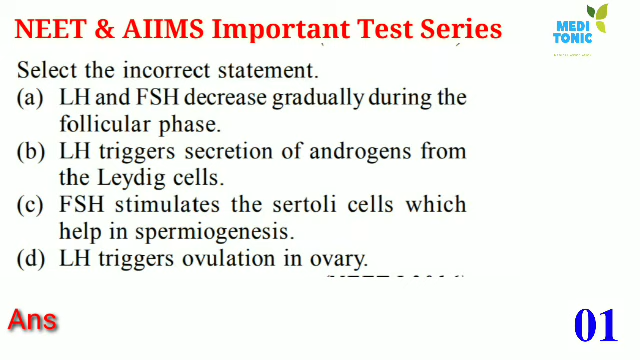 NEET & AIIMS Important Test Series
MEDI
TONIC
Select the incorrect statement.
(a) LH and FSH decrease gradually during the
follicular phase.
(b) LH triggers secretion of androgens from
the Leydig cells.
(c) FSH stimulates the sertoli cells which
help in spermiogenesis.
(d) LH triggers ovulation in ovary.
Ans
01